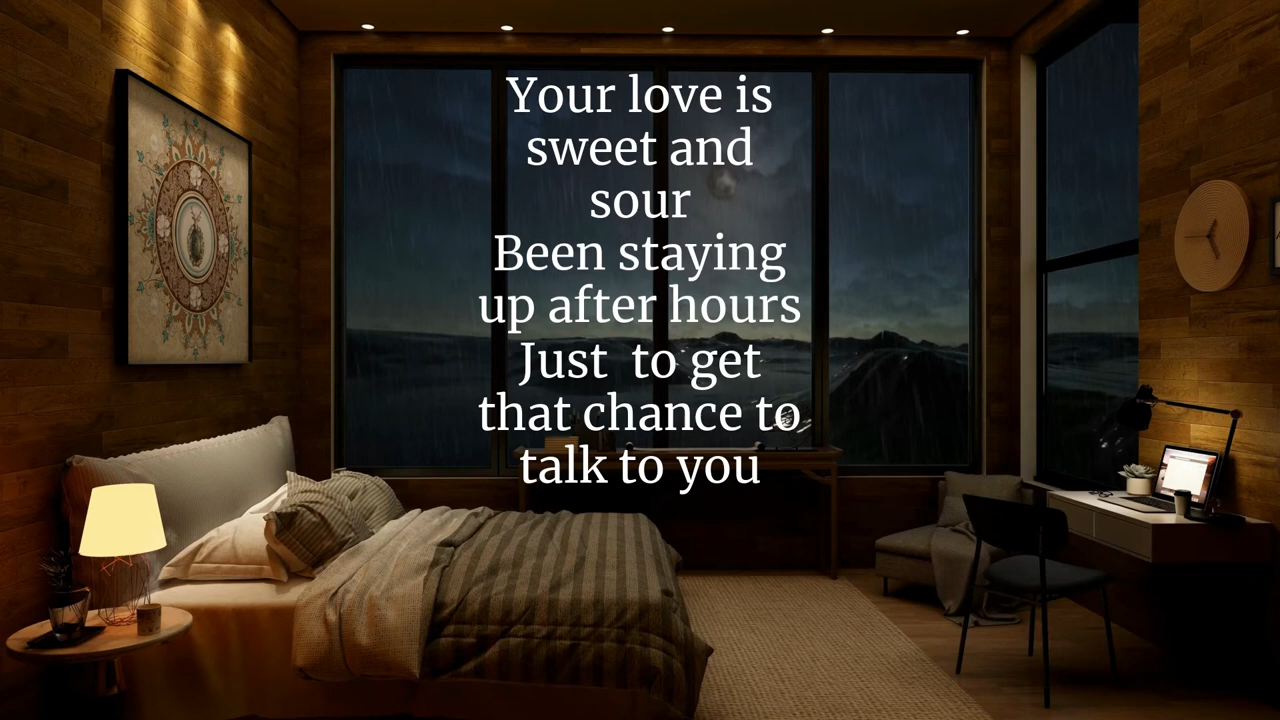 Your love is
sweet and
sour
Been staying
up after hours
Just  to get
that chance to
talk to you